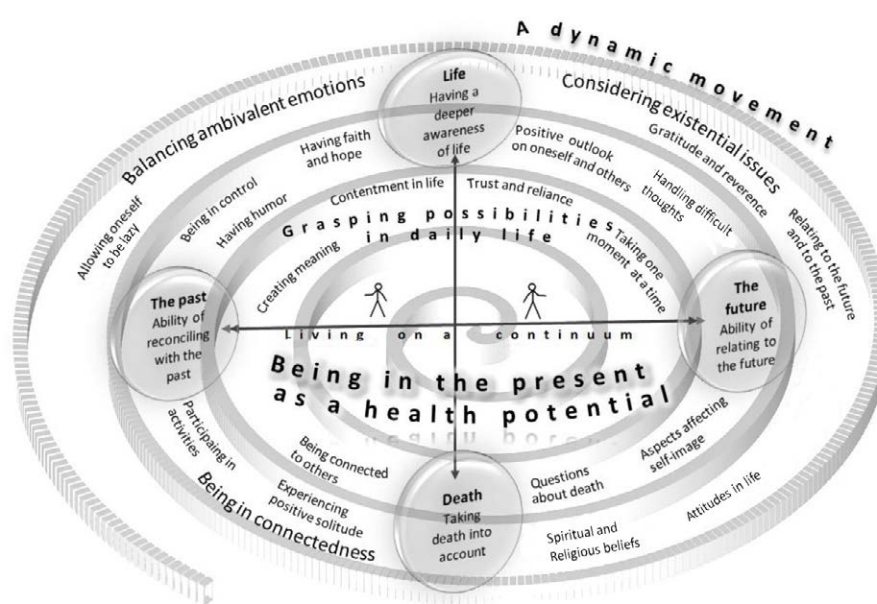 A dynamic movement
Life
Having a
deeper
awareness
of life
Balancing ambivalent emotions
Considering existential issues
Having faith
and hope
Positive outlook
on oneself and others
Gratitude and reverence
Allowing oneself
to be lazy
Being in control
Having humor
Contentment in life
Trust and reliance
Handling difficult
thoughts
Relating to the future
and to the past
Grasping possibilities
in daily life
Creating meaning
Taking one
moment at a time
The past
Ability of
reconciling
with the
past
The
future
Ability of
relating to
the future
Living on a continuum
Being in the present
as a health potential
Participaing in
activities
Being connected
to others
Experiencing
positive solitude
Being in connectedness
Death
Taking
death into
account
Questions
about death
Aspects affecting
self-image
Spiritual and
Religious beliefs
Attitudes in life